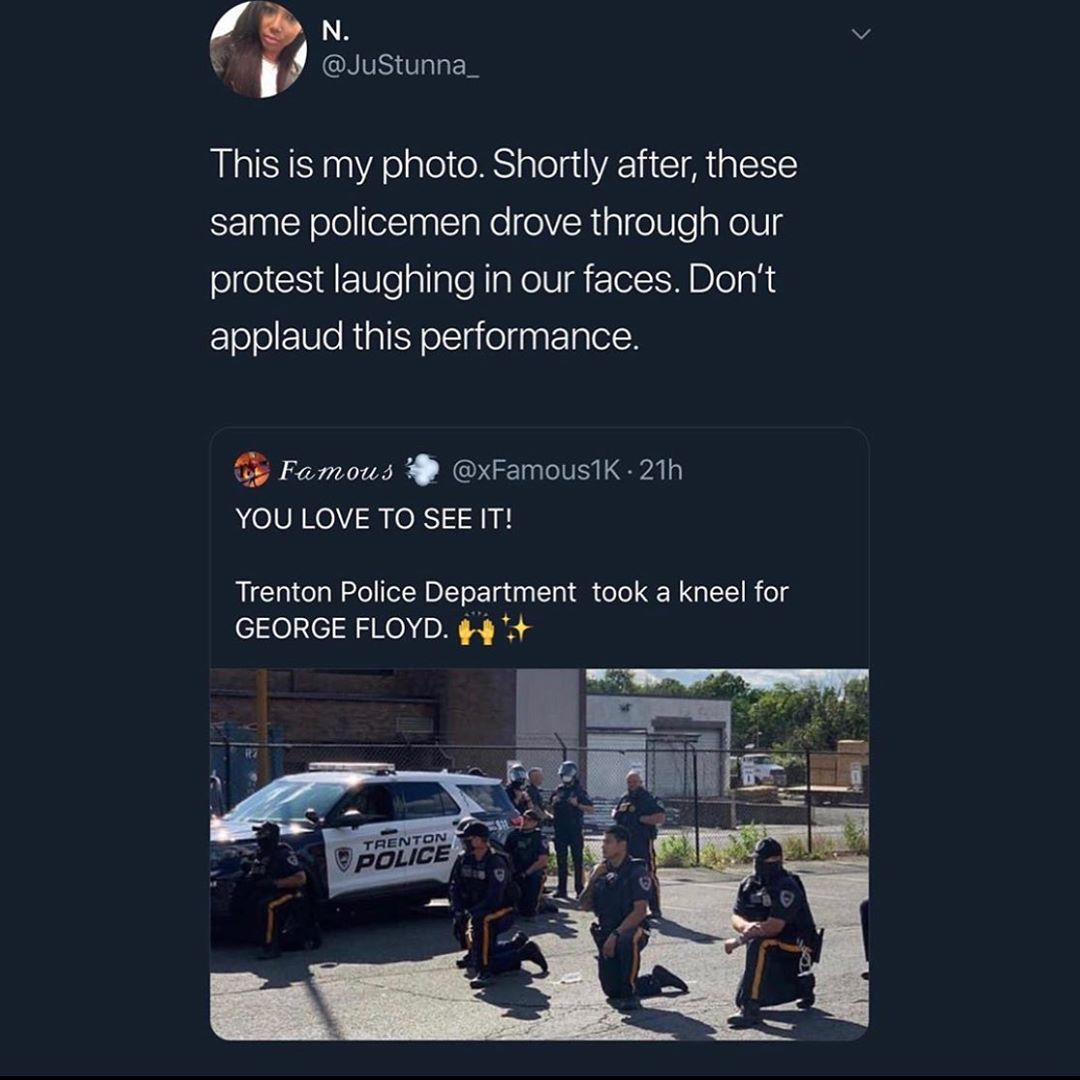 N.
@JuStunna_
This is my photo. Shortly after, these
same policemen drove through our
protest laughing in our faces. Don’t
applaud this performance.
Famous 💨 @xFamous1K · 21h
YOU LOVE TO SEE IT!
Trenton Police Department took a kneel for
GEORGE FLOYD. 🙌✨
TRENTON
POLICE